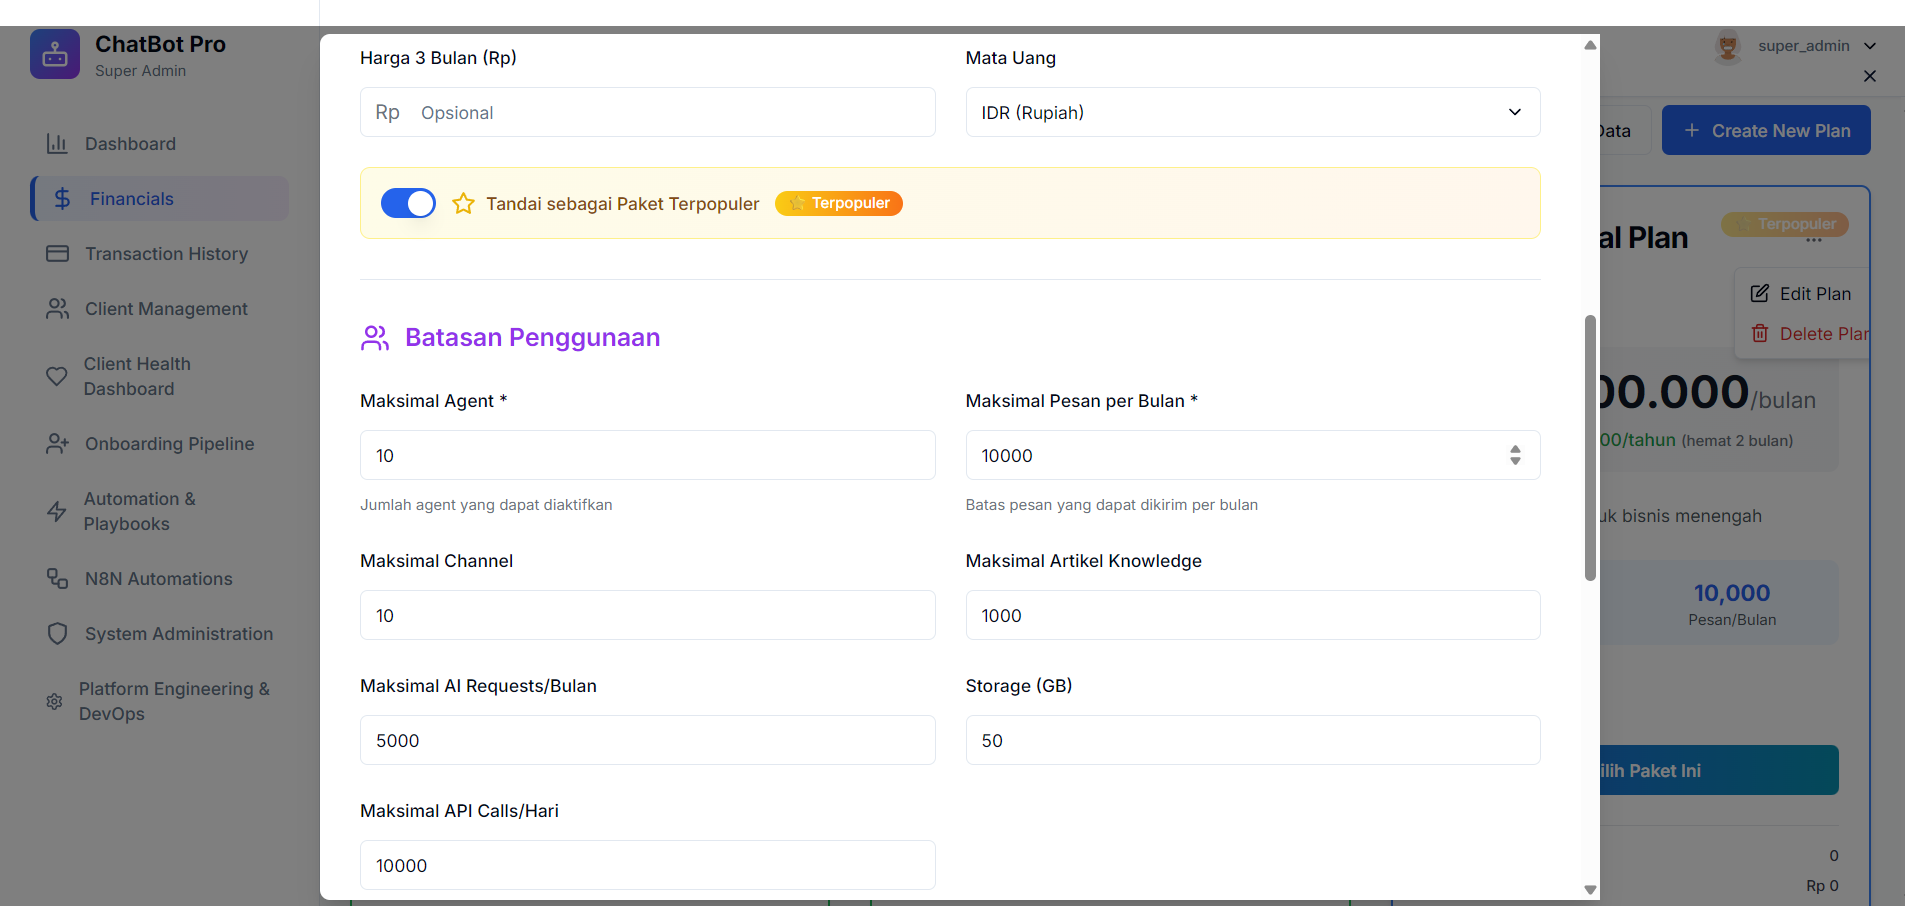 ChatBot Pro
Super Admin
Dashboard
Financials
Transaction History
Client Management
Client Health
Dashboard
Onboarding Pipeline
Automation &
Playbooks
N8N Automations
System Administration
Platform Engineering &
DevOps
Harga 3 Bulan (Rp)
Rp Opsional
Mata Uang
IDR (Rupiah)
Tandai sebagai Paket Terpopuler Terpopuler
Batasan Penggunaan
Maksimal Agent *
10
Jumlah agent yang dapat diaktifkan
Maksimal Pesan per Bulan *
10000
Batas pesan yang dapat dikirim per bulan
Maksimal Channel
10
Maksimal Artikel Knowledge
1000
Maksimal AI Requests/Bulan
5000
Storage (GB)
50
Maksimal API Calls/Hari
10000
super_admin
Data
Create New Plan
al Plan
Terpopuler
Edit Plan
Delete Plan
00.000/bulan
00/tahun (hemat 2 bulan)
uk bisnis menengah
10,000
Pesan/Bulan
ilih Paket Ini
0
Rp 0